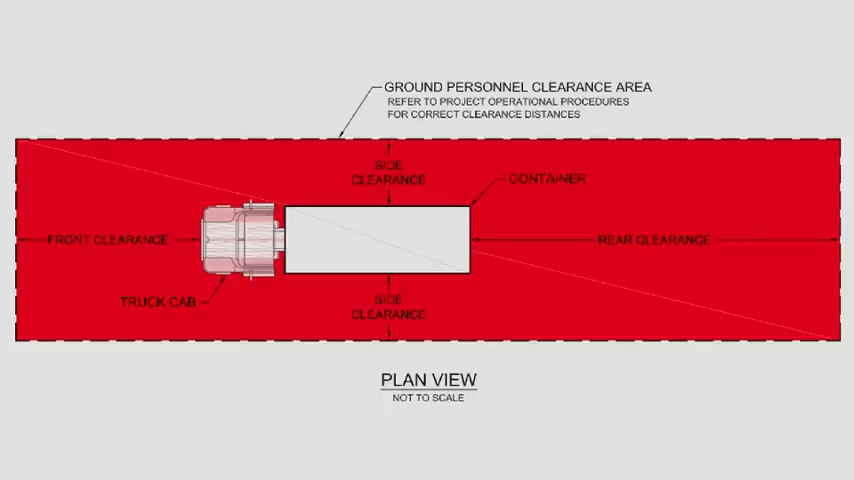 GROUND PERSONNEL CLEARANCE AREA
REFER TO PROJECT OPERATIONAL PROCEDURES
FOR CORRECT CLEARANCE DISTANCES
SIDE
CLEARANCE
CONTAINER
FRONT CLEARANCE
REAR CLEARANCE
TRUCK CAB
SIDE
CLEARANCE
PLAN VIEW
NOT TO SCALE